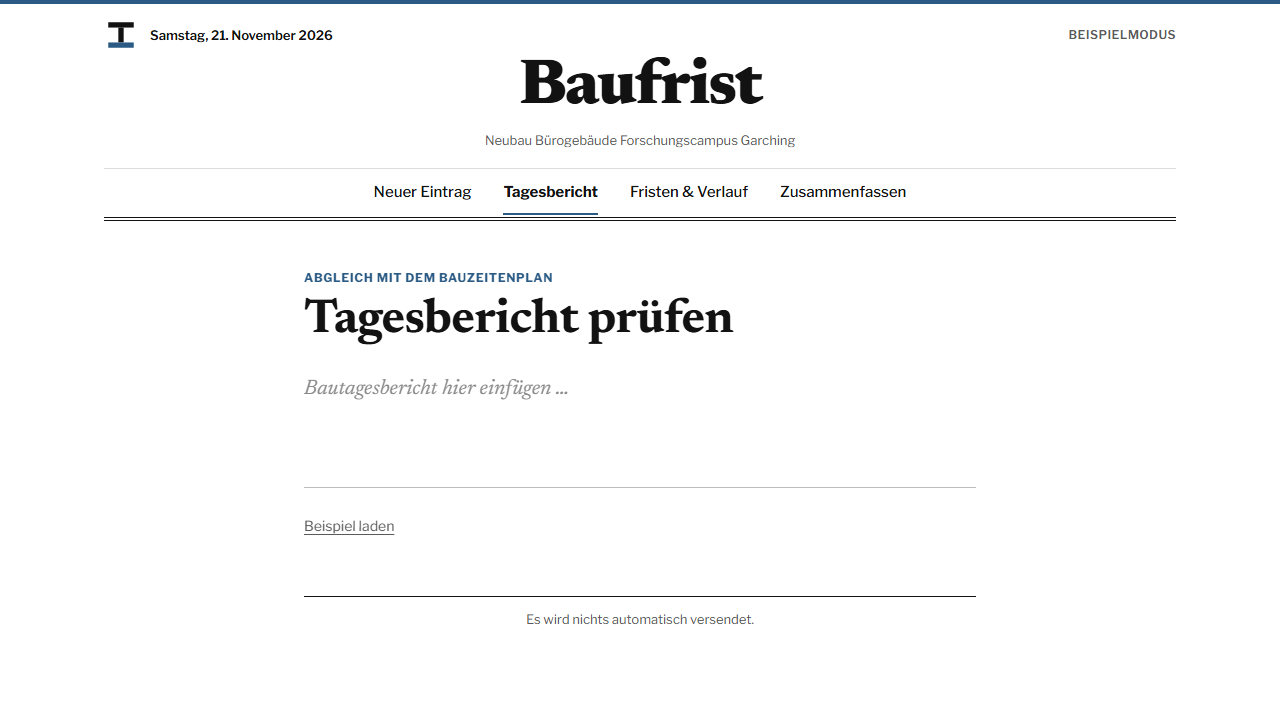 Samstag, 21. November 2026
BEISPIELMODUS
Baufrist
Neubau Bürogebäude Forschungscampus Garching
Neuer Eintrag
Tagesbericht
Fristen & Verlauf
Zusammenfassen
ABGLEICH MIT DEM BAUZEITENPLAN
Tagesbericht prüfen
Bautagesbericht hier einfügen ...
Beispiel laden
Es wird nichts automatisch versendet.